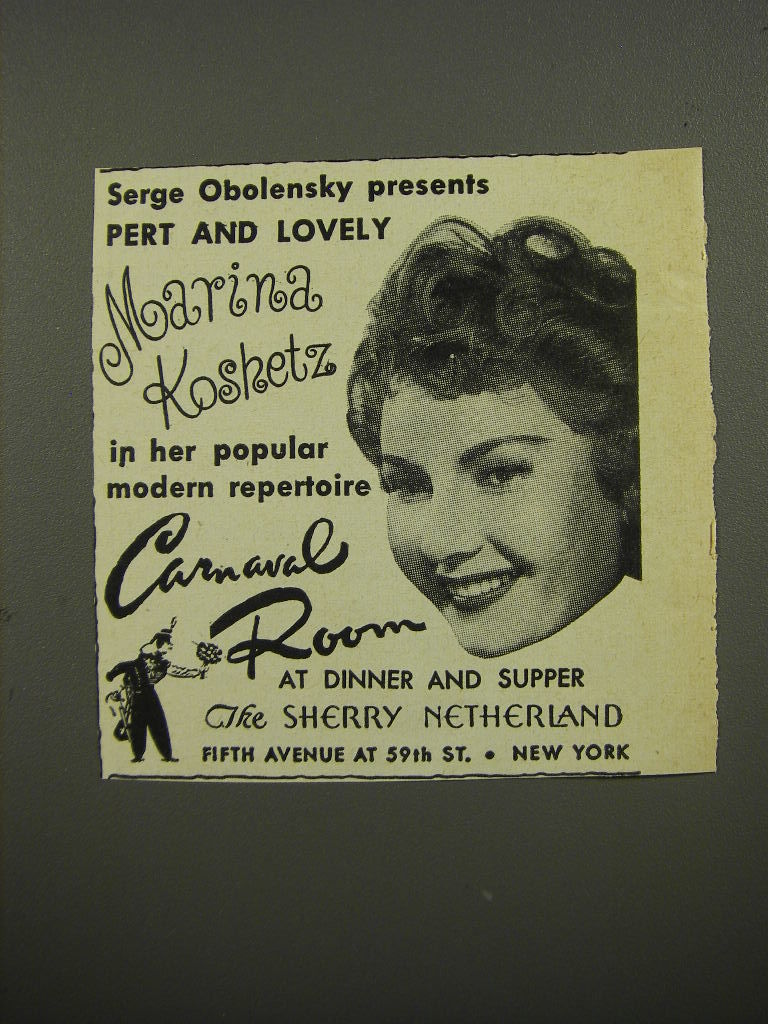 Serge Obolensky presents
PERT AND LOVELY
Marina
Koshetz
in her popular
modern repertoire
Carnaval
Room
AT DINNER AND SUPPER
The SHERRY NETHERLAND
FIFTH AVENUE AT 59th ST. • NEW YORK